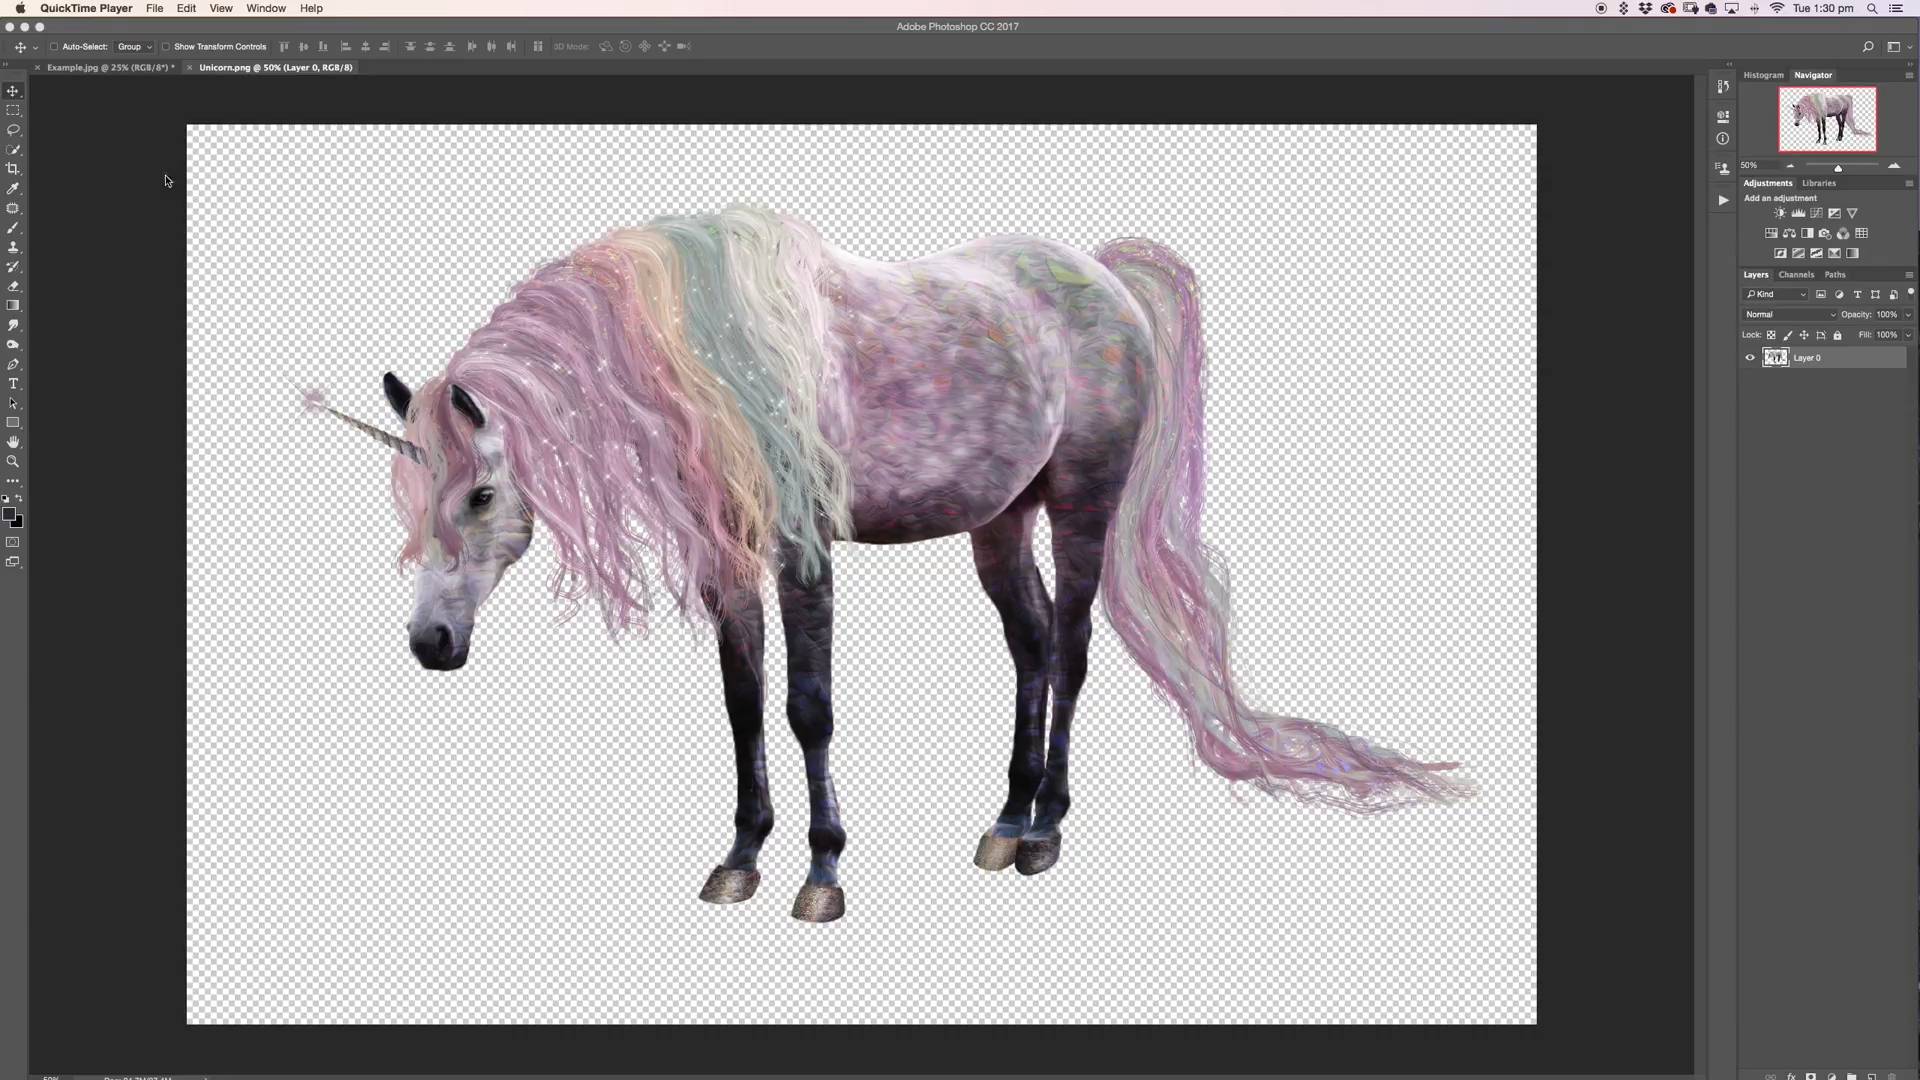 QuickTime Player File Edit View Window Help Tue 1:30 pm
Adobe Photoshop CC 2017
Auto-Select: Group Show Transform Controls 3D Mode:
Example.jpg @ 25% (RGB/8*) * Unicorn.png @ 50% (Layer 0, RGB/8)
Histogram Navigator
50%
Adjustments Libraries
Add an adjustment
Layers Channels Paths
Kind
Normal Opacity: 100%
Lock: Fill: 100%
Layer 0